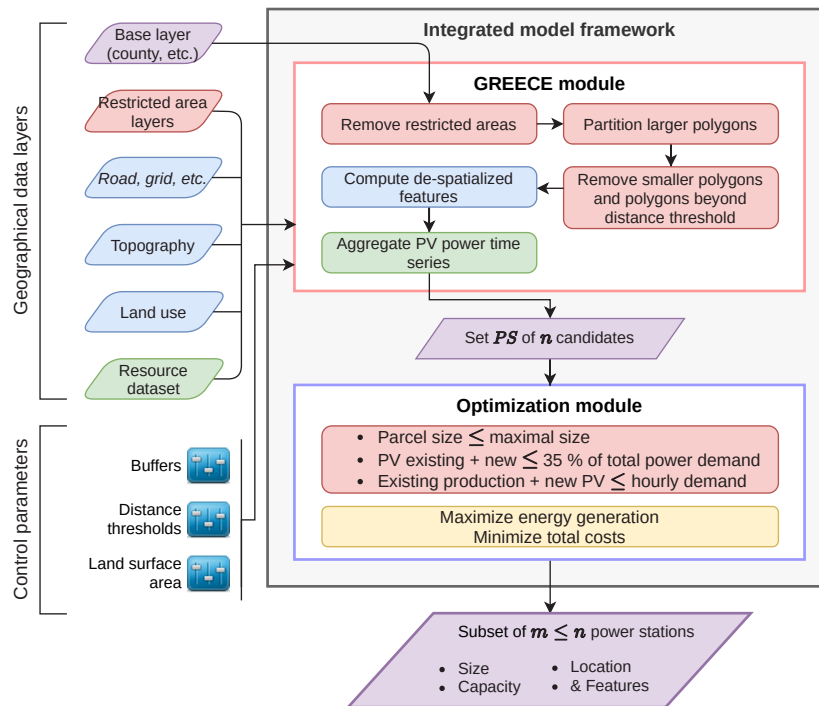 Integrated model framework
Geographical data layers
Base layer
(county, etc.)
Restricted area
layers
Road, grid, etc.
Topography
Land use
Resource
dataset
Control parameters
Buffers
Distance
thresholds
Land surface
area
GREECE module
Remove restricted areas
Partition larger polygons
Remove smaller polygons
and polygons beyond
distance threshold
Compute de-spatialized
features
Aggregate PV power time
series
Set PS of n candidates
Optimization module
• Parcel size ≤ maximal size
• PV existing + new ≤ 35 % of total power demand
• Existing production + new PV ≤ hourly demand
Maximize energy generation
Minimize total costs
Subset of m ≤ n power stations
• Size
• Capacity
• Location
• & Features